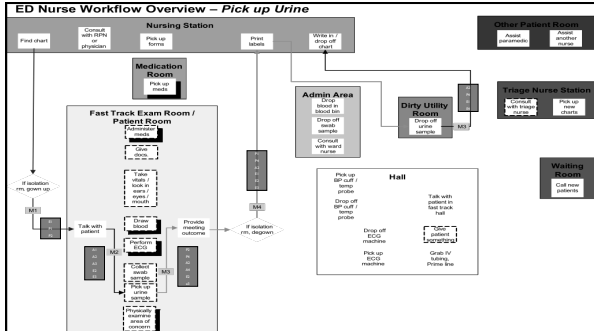 ED Nurse Workflow Overview – Pick up Urine
Nursing Station
Find chart
Consult
with RPN
or
physician
Pick up
forms
Print
labels
Write in /
drop off
chart
Other Patient Room
Assist
paramedic
Assist
another
nurse
Medication
Room
Pick up
meds
Admin Area
Drop
blood in
blood bin
Drop off
swab
sample
Consult
with ward
nurse
Dirty Utility
Room
Drop off
urine
sample
M3
Triage Nurse Station
Consult
with triage
nurse
Pick up
new
charts
Waiting
Room
Call new
patients
Fast Track Exam Room /
Patient Room
Administer
meds
Give
docs.
Take
vitals /
look in
ears /
eyes /
mouth
Draw
blood
Perform
ECG
Collect
swab
sample
Pick up
urine
sample
Physically
examine
area of
concern
If isolation
rm, gown up
M1
Talk with
patient
M2
M3
Provide
meeting
outcome
M4
If isolation
rm, degown
Hall
Pick up
BP cuff /
temp
probe
Drop off
BP cuff /
temp
probe
Drop off
ECG
machine
Pick up
ECG
machine
Talk with
patient in
fast track
hall
Give
patient
something
Grab IV
tubing,
Prime line